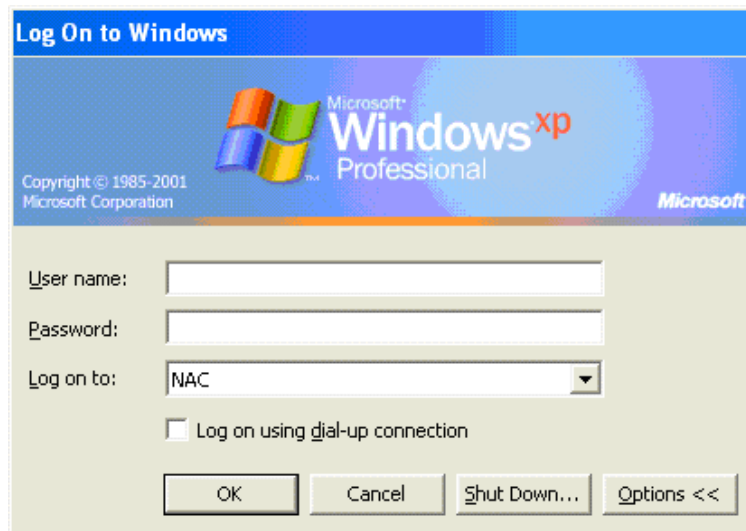 Log On to Windows
Microsoft®
Windows xp
Professional
™
Copyright © 1985-2001
Microsoft Corporation
Microsoft
User name:
Password:
Log on to: NAC
Log on using dial-up connection
OK Cancel Shut Down... Options <<